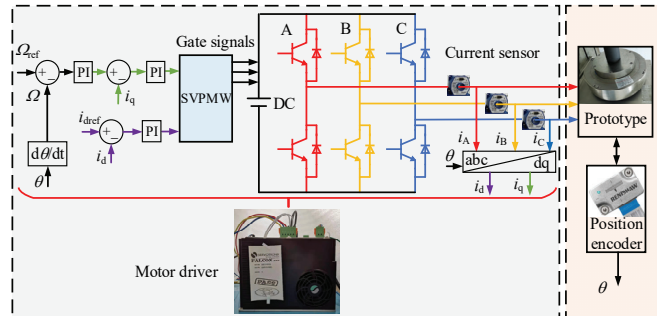 Ω_ref
Ω
PI
PI
i_q
Gate signals
SVPMW
i_dref
i_d
PI
dθ/dt
θ
DC
A
B
C
Current sensor
i_A
i_B
i_C
θ
abc
dq
i_d
i_q
Motor driver
Prototype
RENISHAW
Position
encoder
θ